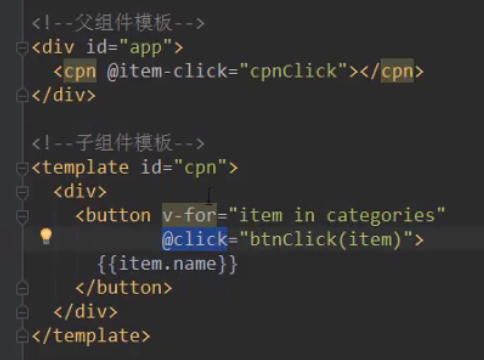 <!--父组件模板-->
<div id="app">
<cpn @item-click="cpnClick"></cpn>
</div>
<!--子组件模板-->
<template id="cpn">
<div>
<button v-for="item in categories"
@click="btnClick(item)">
{{item.name}}
</button>
</div>
</template>